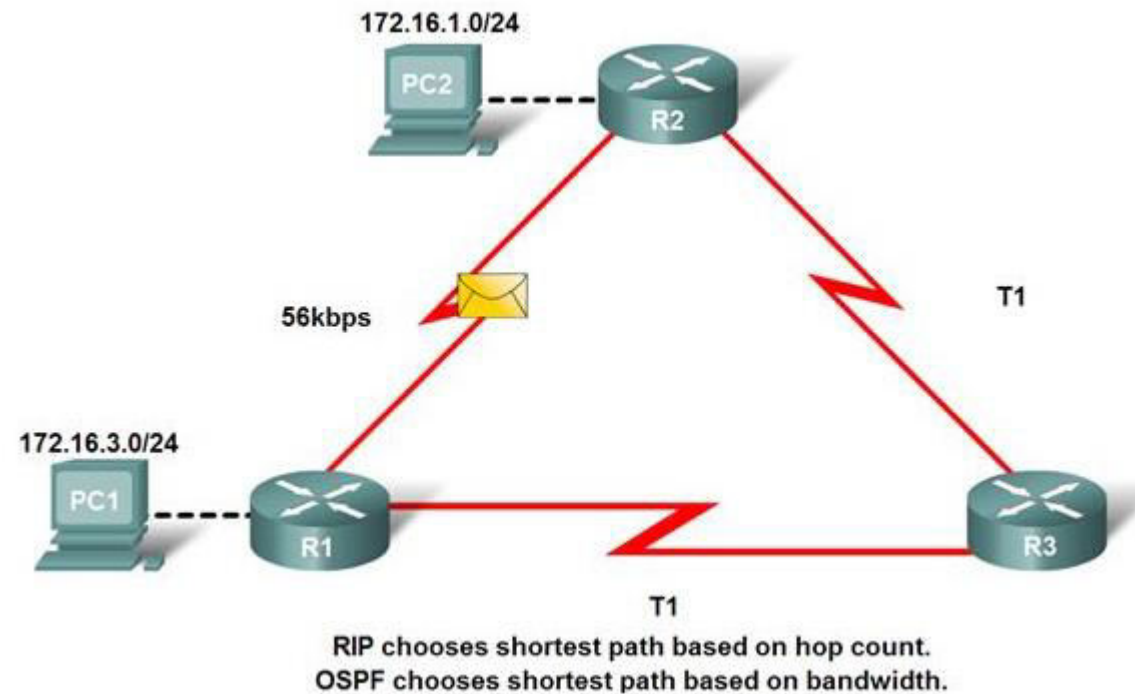 172.16.1.0/24
PC2
R2
56kbps
T1
172.16.3.0/24
PC1
R1
R3
T1
RIP chooses shortest path based on hop count.
OSPF chooses shortest path based on bandwidth.